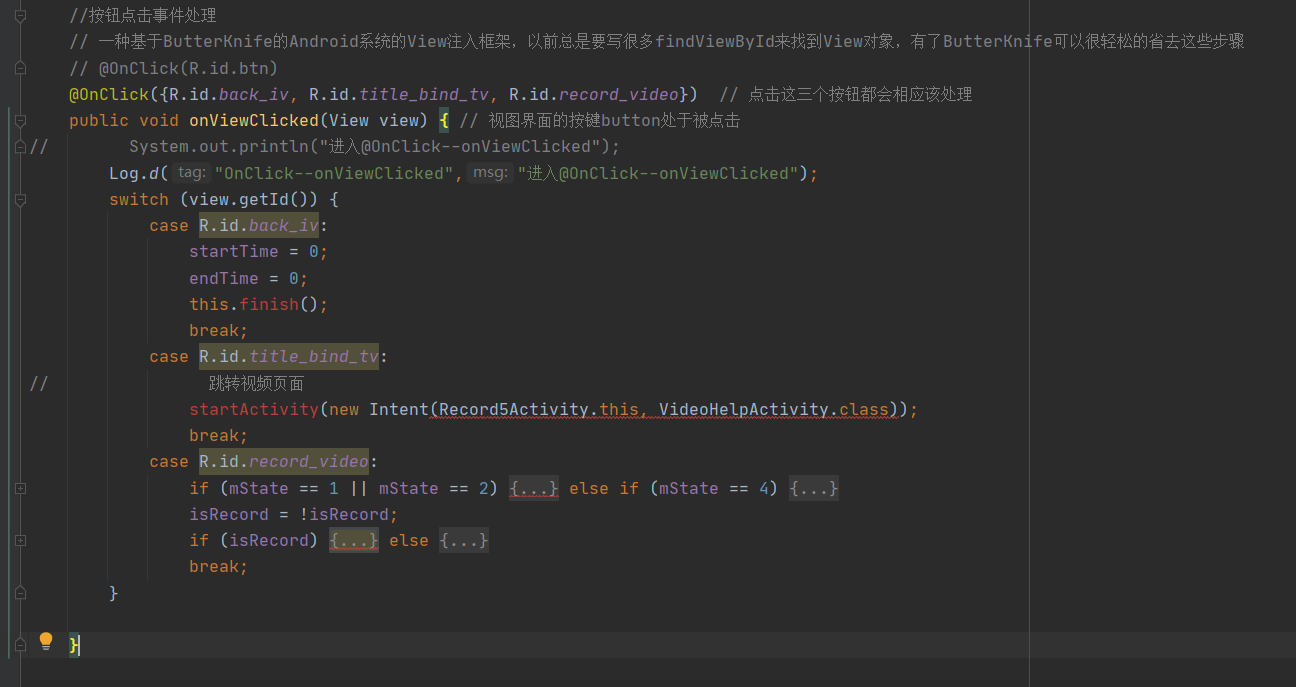 //按钮点击事件处理
// 一种基于ButterKnife的Android系统的View注入框架，以前总是要写很多findViewById来找到View对象，有了ButterKnife可以很轻松的省去这些步骤
// @OnClick(R.id.btn)
@OnClick({R.id.back_iv, R.id.title_bind_tv, R.id.record_video})  // 点击这三个按钮都会相应该处理
public void onViewClicked(View view) { // 视图界面的按键button处于被点击
//        System.out.println("进入@OnClick--onViewClicked");
Log.d( tag: "OnClick--onViewClicked", msg: "进入@OnClick--onViewClicked");
switch (view.getId()) {
case R.id.back_iv:
startTime = 0;
endTime = 0;
this.finish();
break;
case R.id.title_bind_tv:
//                跳转视频页面
startActivity(new Intent(Record5Activity.this, VideoHelpActivity.class));
break;
case R.id.record_video:
if (mState == 1 || mState == 2) {...} else if (mState == 4) {...}
isRecord = !isRecord;
if (isRecord) {...} else {...}
break;
}
}